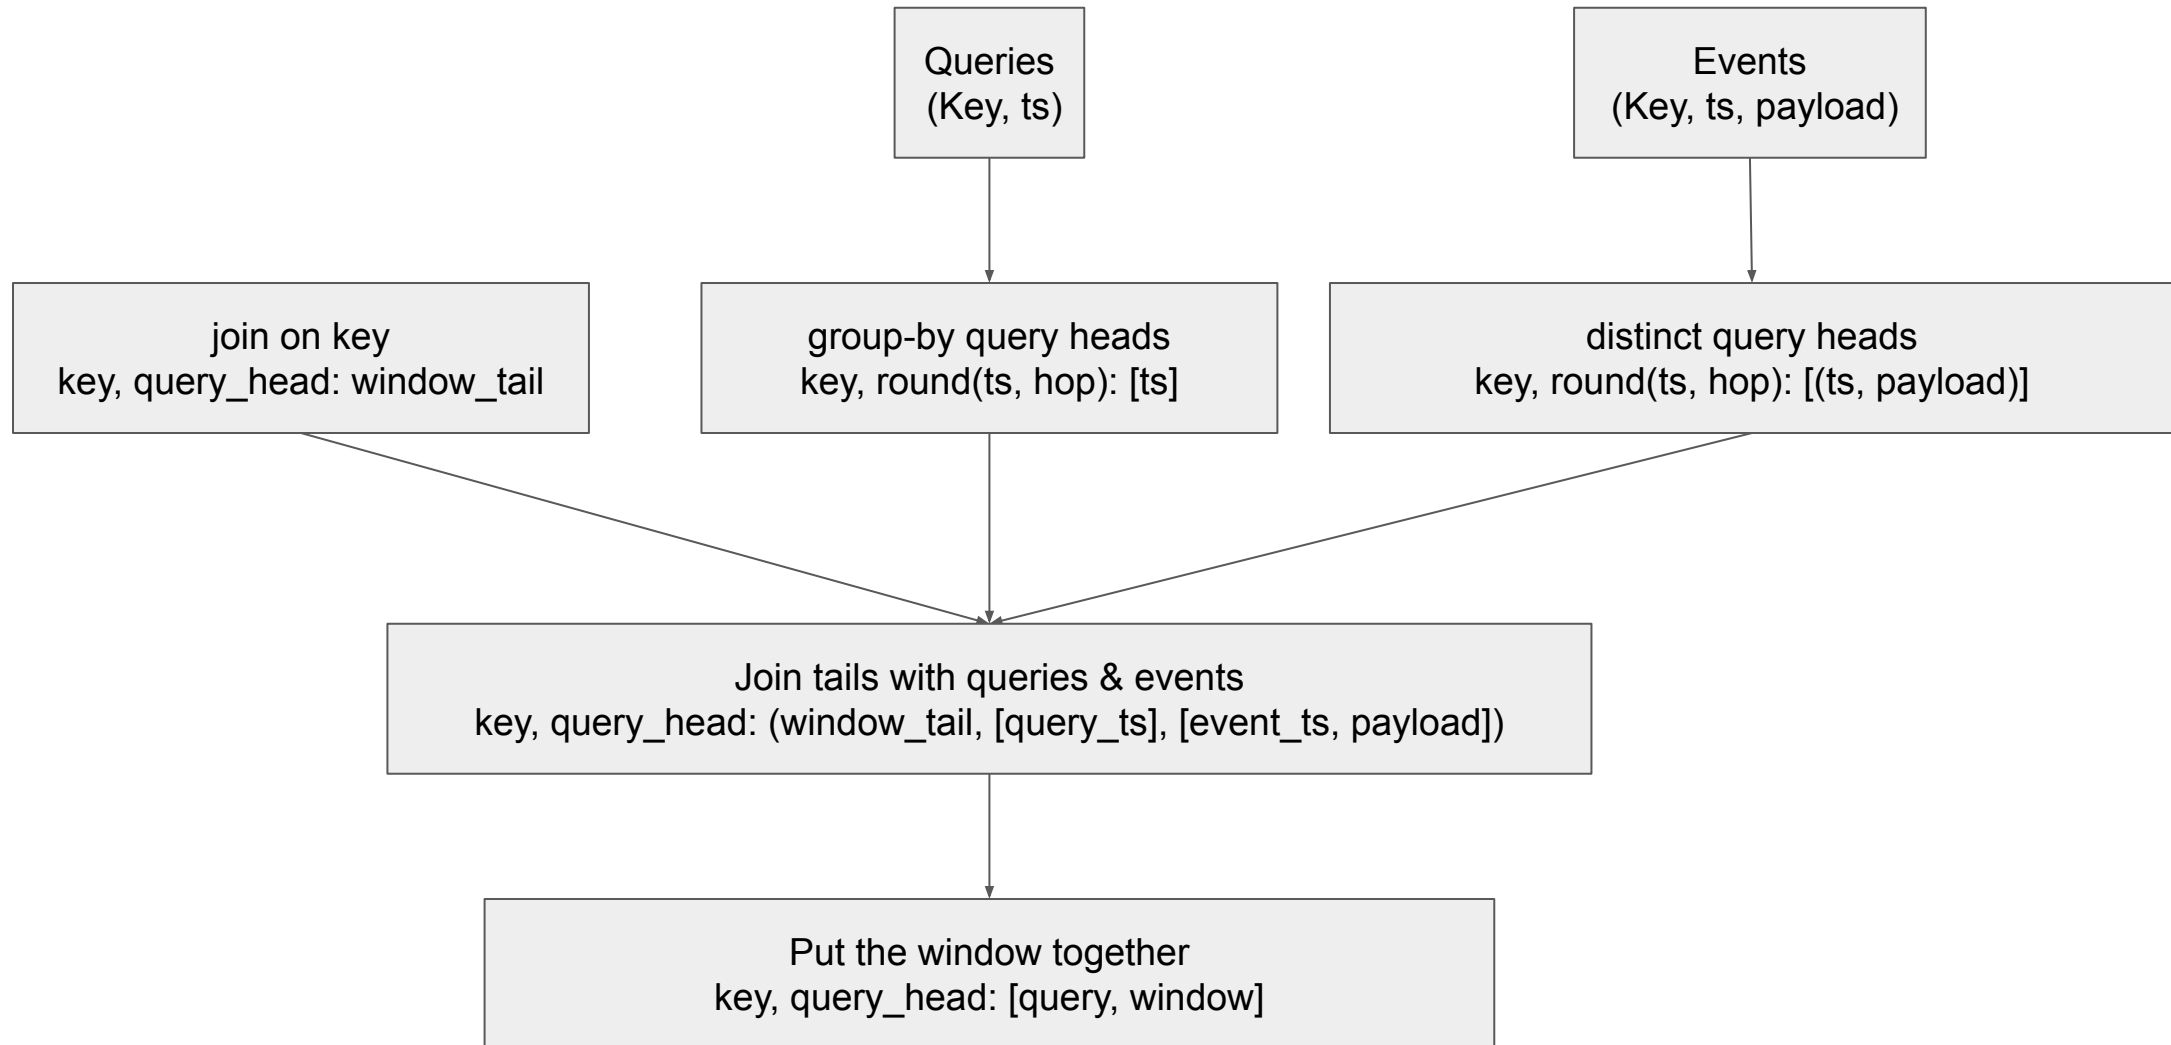 Queries
(Key, ts)
Events
(Key, ts, payload)
join on key
key, query_head: window_tail
group-by query heads
key, round(ts, hop): [ts]
distinct query heads
key, round(ts, hop): [(ts, payload)]
Join tails with queries & events
key, query_head: (window_tail, [query_ts], [event_ts, payload])
Put the window together
key, query_head: [query, window]